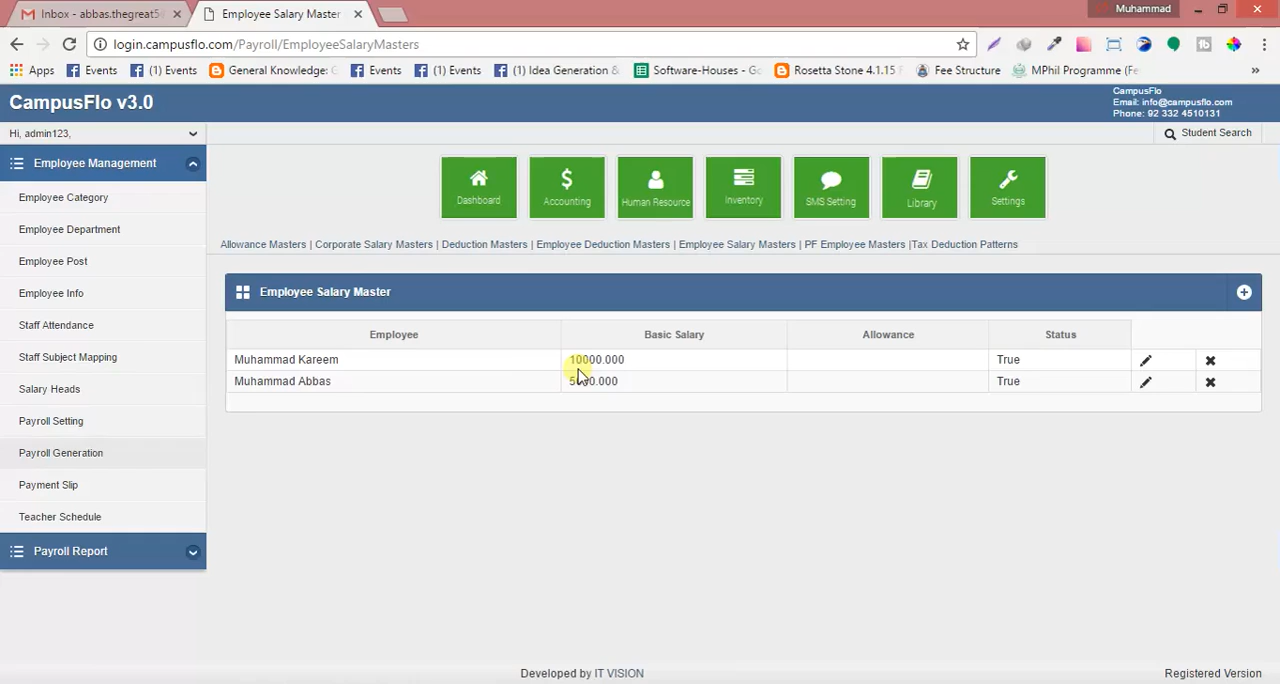 Inbox - abbas.thegreat5
Employee Salary Master
Muhammad
login.campusflo.com/Payroll/EmployeeSalaryMasters
Apps
Events
(1) Events
General Knowledge:
Events
(1) Events
(1) Idea Generation &
Software-Houses - Go
Rosetta Stone 4.1.15
Fee Structure
MPhil Programme (Fe
»
CampusFlo v3.0
CampusFlo
Email: info@campusflo.com
Phone: 92 332 4510131
Hi, admin123,
Student Search
Employee Management
Employee Category
Employee Department
Employee Post
Employee Info
Staff Attendance
Staff Subject Mapping
Salary Heads
Payroll Setting
Payroll Generation
Payment Slip
Teacher Schedule
Payroll Report
Dashboard
Accounting
Human Resource
Inventory
SMS Setting
Library
Settings
Allowance Masters | Corporate Salary Masters | Deduction Masters | Employee Deduction Masters | Employee Salary Masters | PF Employee Masters |Tax Deduction Patterns
Employee Salary Master
Employee Basic Salary Allowance Status
Muhammad Kareem 10000.000 True
Muhammad Abbas True
Developed by IT VISION
Registered Version